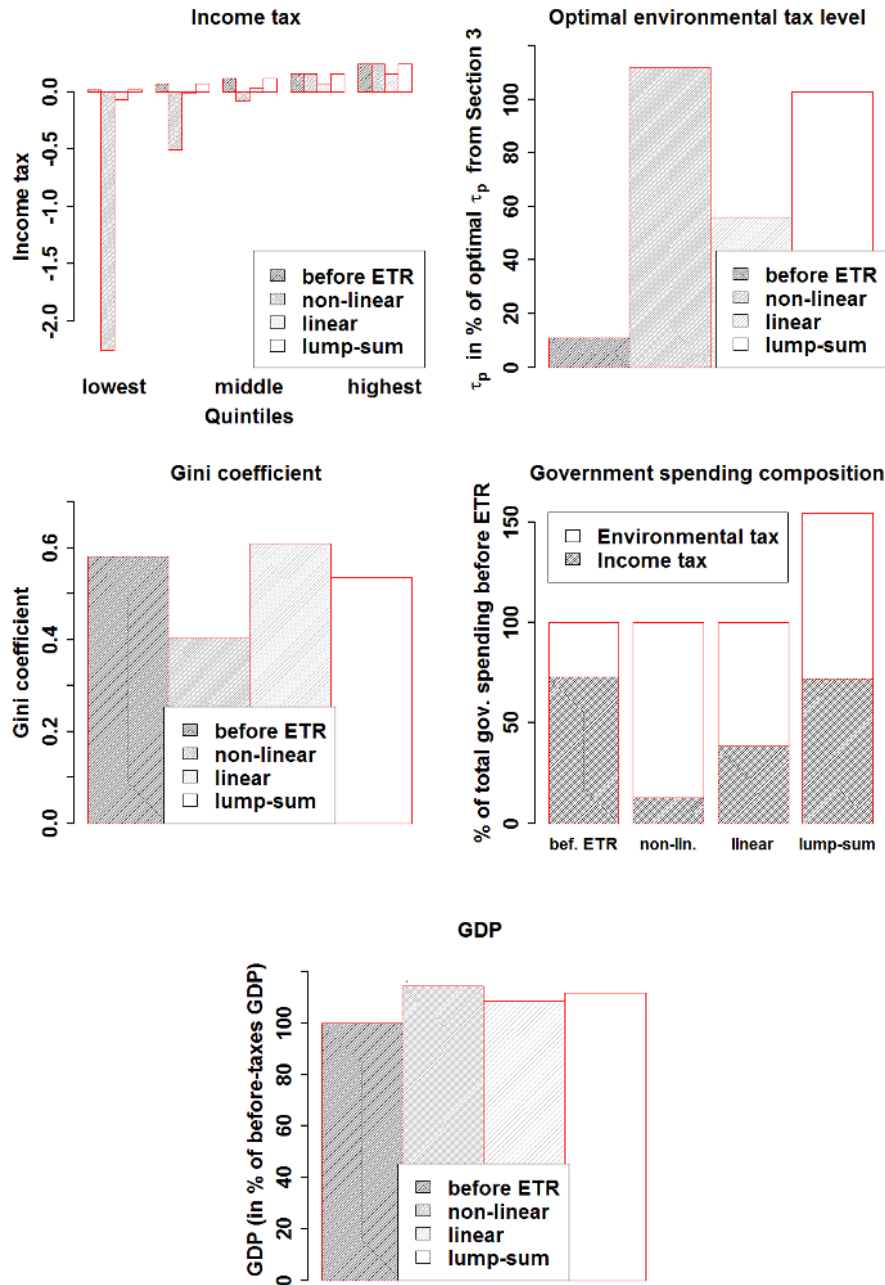 Income tax
Income tax
0.0
-0.5
-1.0
-1.5
-2.0
before ETR
non-linear
linear
lump-sum
lowest
middle
highest
Quintiles
Optimal environmental tax level
τp in % of optimal τp from Section 3
100
80
60
40
20
0
before ETR
non-linear
linear
lump-sum
Gini coefficient
Gini coefficient
0.6
0.4
0.2
0.0
before ETR
non-linear
linear
lump-sum
Government spending composition
% of total gov. spending before ETR
150
100
50
0
Environmental tax
Income tax
bef. ETR
non-lin.
linear
lump-sum
GDP
GDP (in % of before-taxes GDP)
100
80
60
40
20
0
before ETR
non-linear
linear
lump-sum